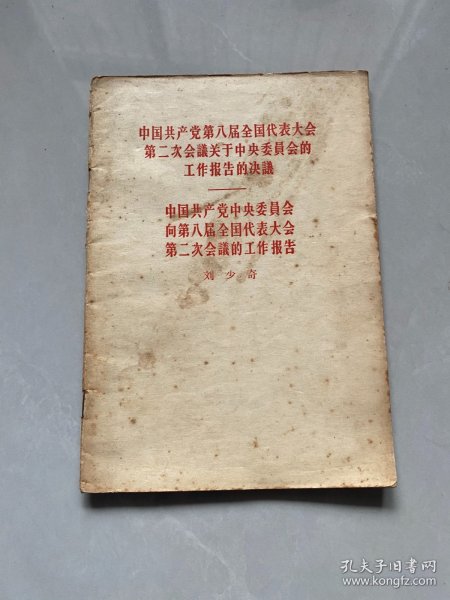 中国共产党第八届全国代表大会
第二次会議关于中央委員会的
工作报告的决議
中国共产党中央委員会
向第八届全国代表大会
第二次会議的工作报告
刘少奇
孔夫子旧书网
www.kongfz.com